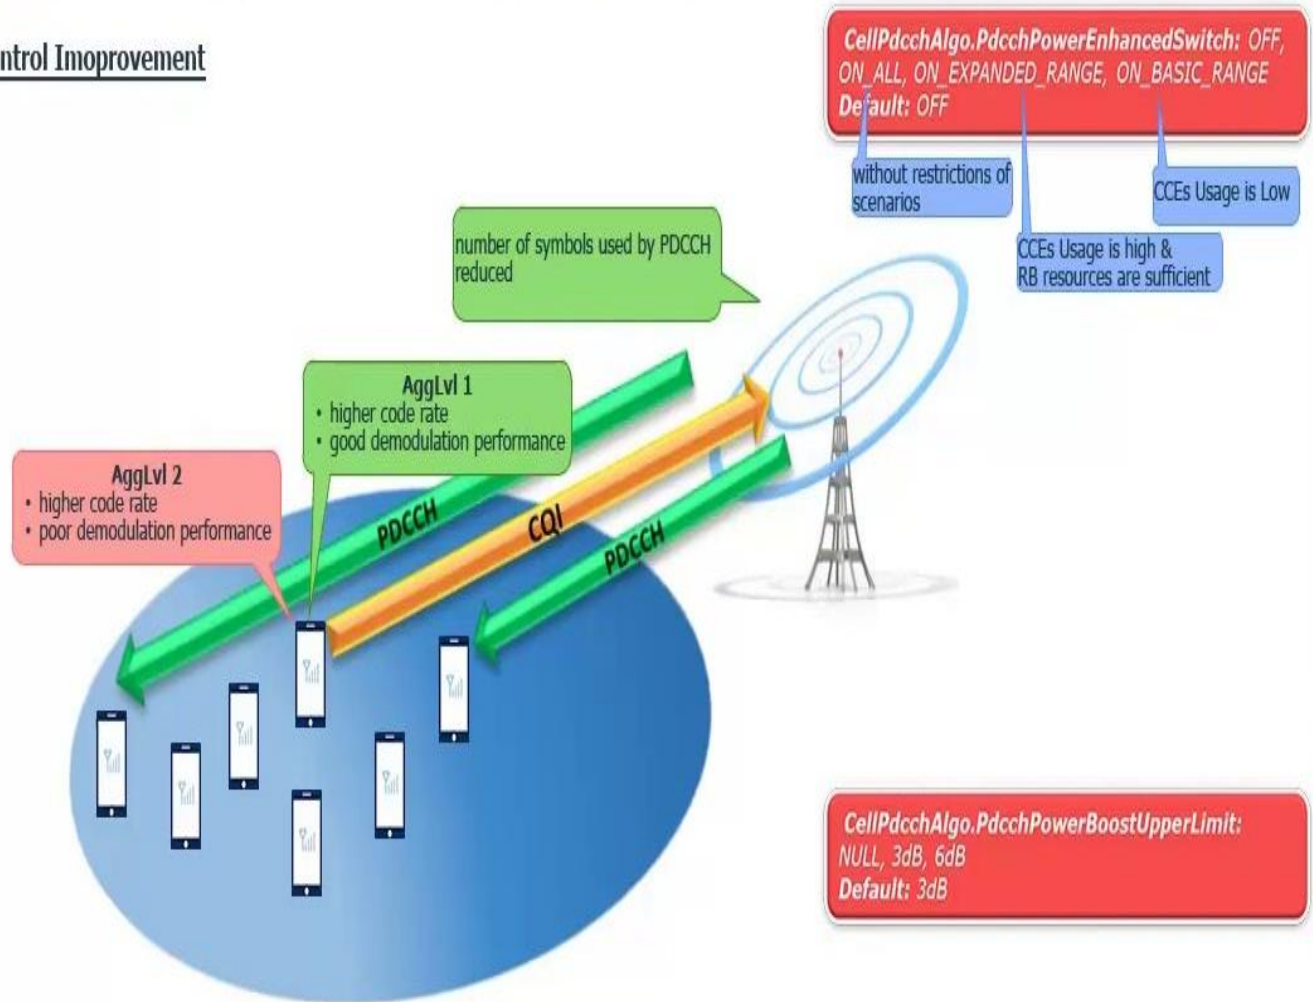 ntrol Imoprovement
CellPdcchAlgo.PdcchPowerEnhancedSwitch: OFF,
ON_ALL, ON_EXPANDED_RANGE, ON_BASIC_RANGE
Default: OFF
without restrictions of
scenarios
CCEs Usage is Low
CCEs Usage is high &
RB resources are sufficient
number of symbols used by PDCCH
reduced
AggLvl 1
• higher code rate
• good demodulation performance
AggLvl 2
• higher code rate
• poor demodulation performance
PDCCH
CQI
PDCCH
CellPdcchAlgo.PdcchPowerBoostUpperLimit:
NULL, 3dB, 6dB
Default: 3dB